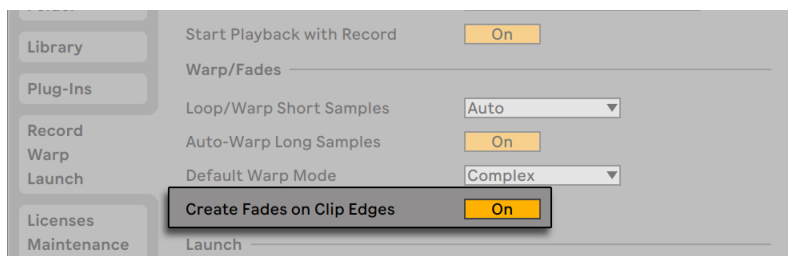 Library
Plug-Ins
Record
Warp
Launch
Licenses
Maintenance
Start Playback with Record On
Warp/Fades
Loop/Warp Short Samples Auto
Auto-Warp Long Samples On
Default Warp Mode Complex
Create Fades on Clip Edges On
Launch